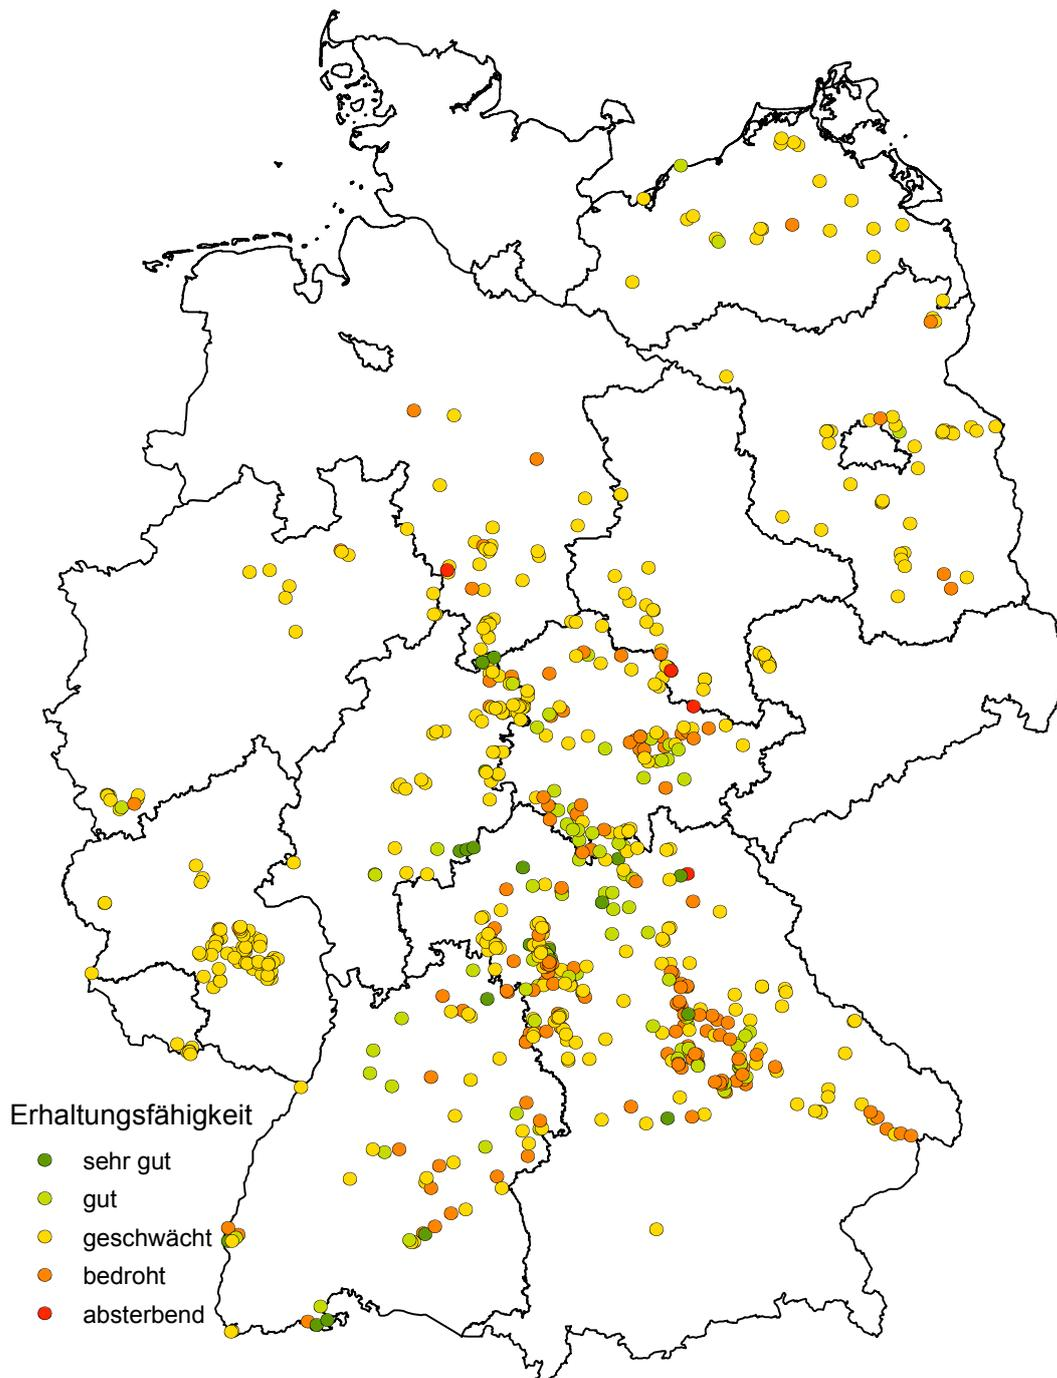 Erhaltungsfähigkeit
sehr gut
gut
geschwächt
bedroht
absterbend